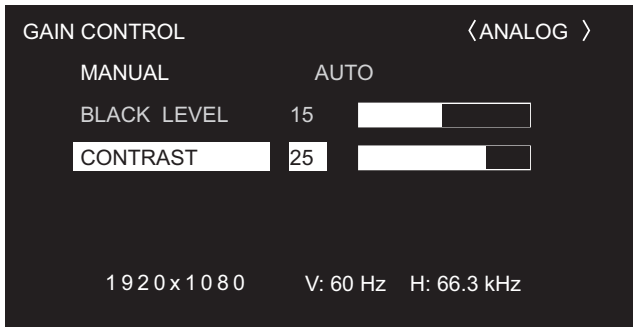 GAIN CONTROL 〈ANALOG 〉
MANUAL AUTO
BLACK LEVEL 15
CONTRAST 25
1920x1080 V: 60 Hz H: 66.3 kHz